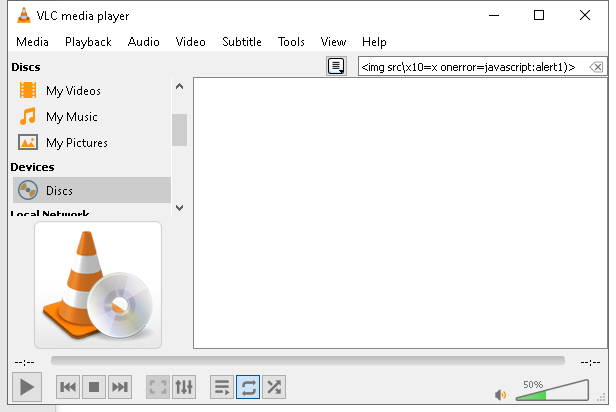 VLC media player
Media Playback Audio Video Subtitle Tools View Help
Discs
<img src\x10=x onerror=javascript:alert1)>
My Videos
My Music
My Pictures
Devices
Discs
Local Network
--:--
--:--
50%